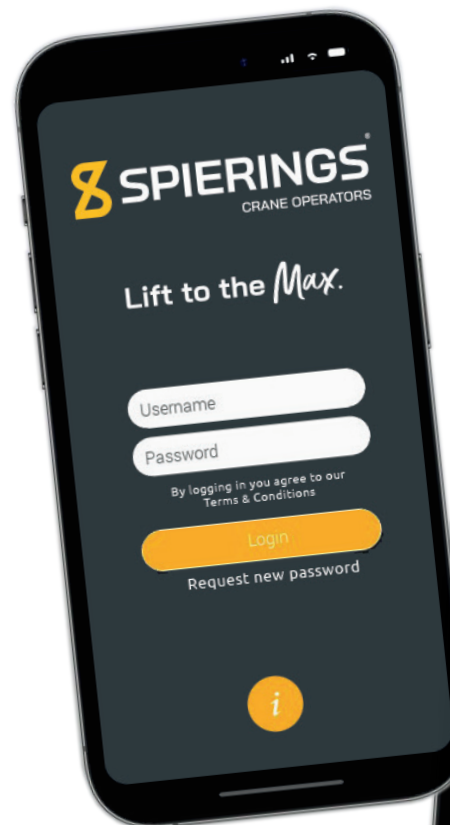 SPIERINGS®
CRANE OPERATORS
Lift to the Max.
Username
Password
By logging in you agree to our
Terms & Conditions
Login
Request new password
i